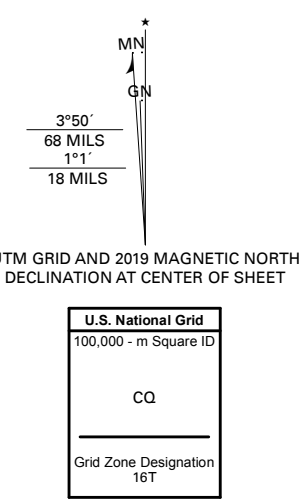 ★
MN
GN
3°50´
68 MILS
1°1´
18 MILS
UTM GRID AND 2019 MAGNETIC NORTH
DECLINATION AT CENTER OF SHEET
U.S. National Grid
100,000 - m Square ID
CQ
Grid Zone Designation
16T